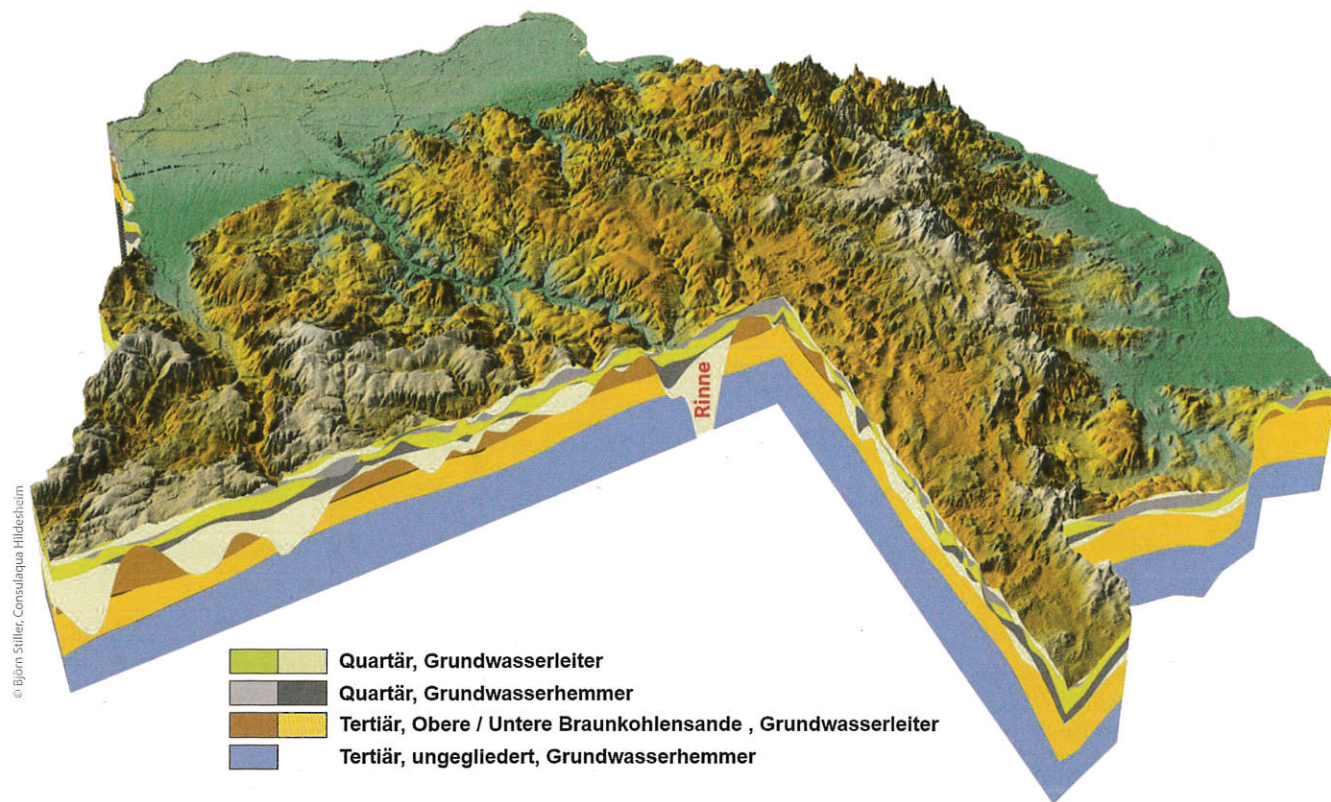 Rinne
© Björn Stiller, Consulaqua Hildesheim
Quartär, Grundwasserleiter
Quartär, Grundwasserhemmer
Tertiär, Obere / Untere Braunkohlensande , Grundwasserleiter
Tertiär, ungegliedert, Grundwasserhemmer